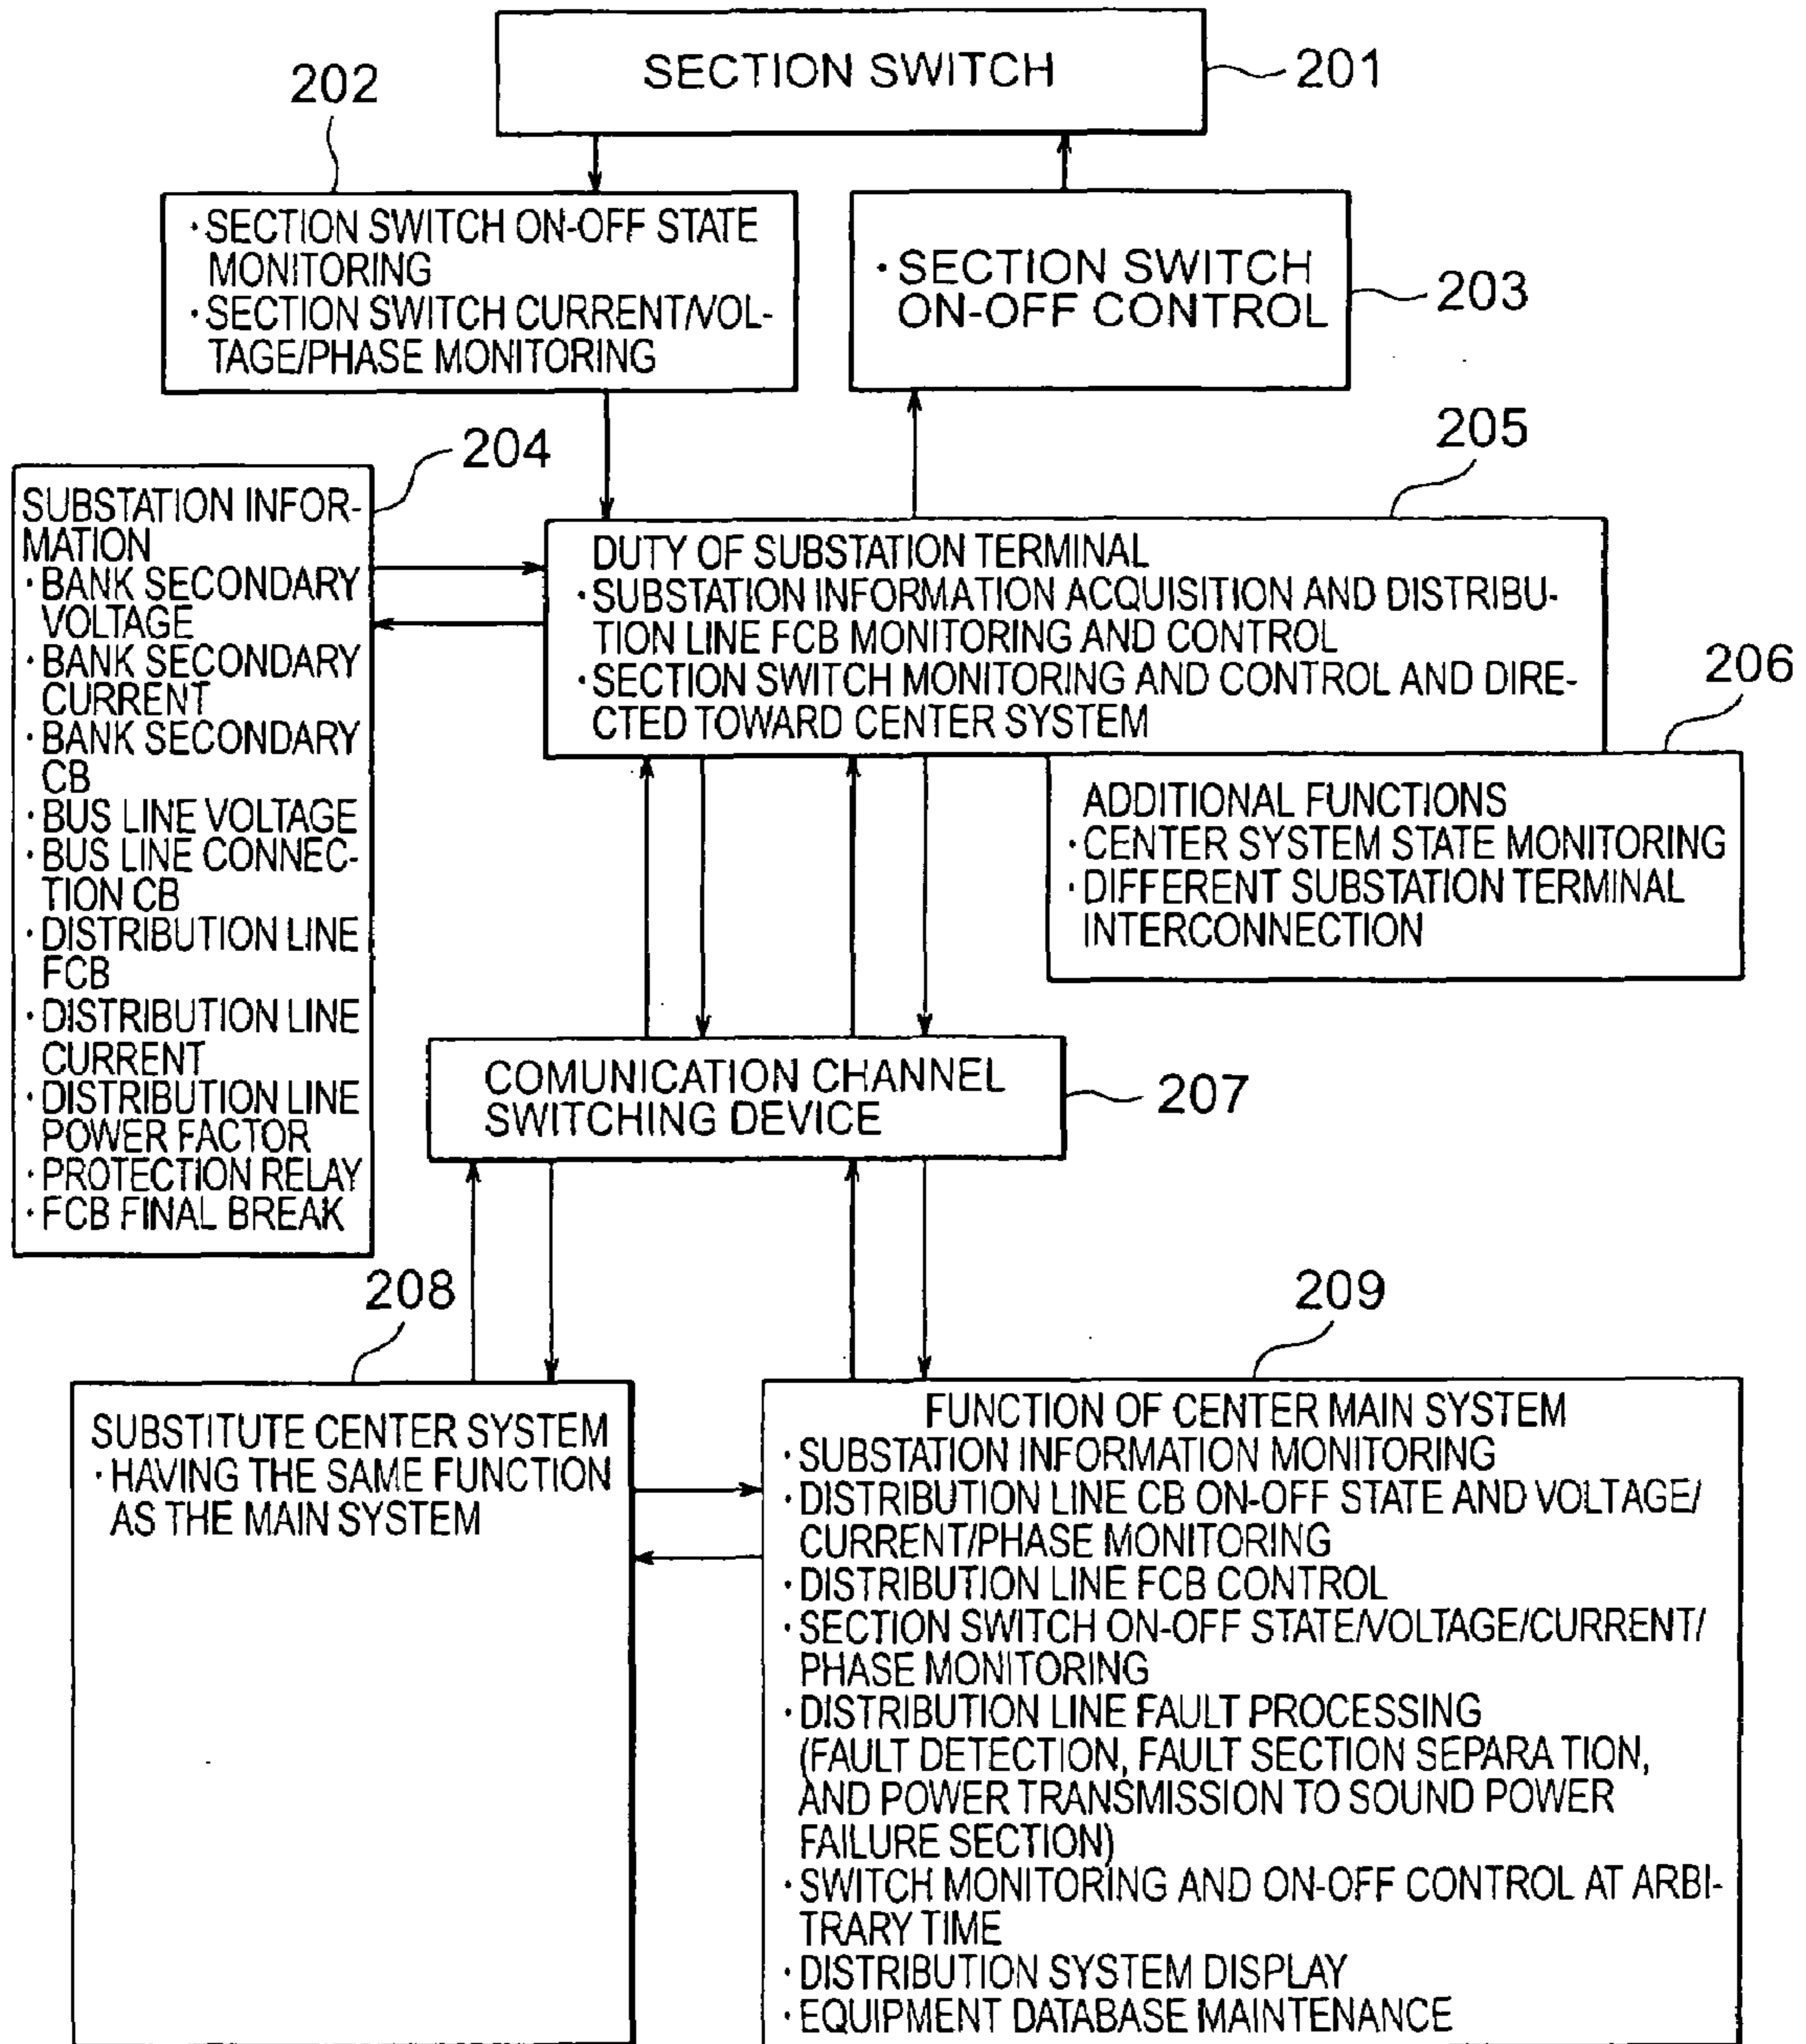 SECTION SWITCH
201
202
・SECTION SWITCH ON-OFF STATE
MONITORING
・SECTION SWITCH CURRENT/VOL-
TAGE/PHASE MONITORING
・SECTION SWITCH
ON-OFF CONTROL
203
204
SUBSTATION INFOR-
MATION
・BANK SECONDARY
VOLTAGE
・BANK SECONDARY
CURRENT
・BANK SECONDARY
CB
・BUS LINE VOLTAGE
・BUS LINE CONNEC-
TION CB
・DISTRIBUTION LINE
FCB
・DISTRIBUTION LINE
CURRENT
・DISTRIBUTION LINE
POWER FACTOR
・PROTECTION RELAY
・FCB FINAL BREAK
205
DUTY OF SUBSTATION TERMINAL
・SUBSTATION INFORMATION ACQUISITION AND DISTRIBU-
TION LINE FCB MONITORING AND CONTROL
・SECTION SWITCH MONITORING AND CONTROL AND DIRE-
CTED TOWARD CENTER SYSTEM
206
ADDITIONAL FUNCTIONS
・CENTER SYSTEM STATE MONITORING
・DIFFERENT SUBSTATION TERMINAL
INTERCONNECTION
COMUNICATION CHANNEL
SWITCHING DEVICE
207
208
SUBSTITUTE CENTER SYSTEM
・HAVING THE SAME FUNCTION
AS THE MAIN SYSTEM
209
FUNCTION OF CENTER MAIN SYSTEM
・SUBSTATION INFORMATION MONITORING
・DISTRIBUTION LINE CB ON-OFF STATE AND VOLTAGE/
CURRENT/PHASE MONITORING
・DISTRIBUTION LINE FCB CONTROL
・SECTION SWITCH ON-OFF STATE/VOLTAGE/CURRENT/
PHASE MONITORING
・DISTRIBUTION LINE FAULT PROCESSING
(FAULT DETECTION, FAULT SECTION SEPARATION,
AND POWER TRANSMISSION TO SOUND POWER
FAILURE SECTION)
・SWITCH MONITORING AND ON-OFF CONTROL AT ARBI-
TRARY TIME
・DISTRIBUTION SYSTEM DISPLAY
・EQUIPMENT DATABASE MAINTENANCE